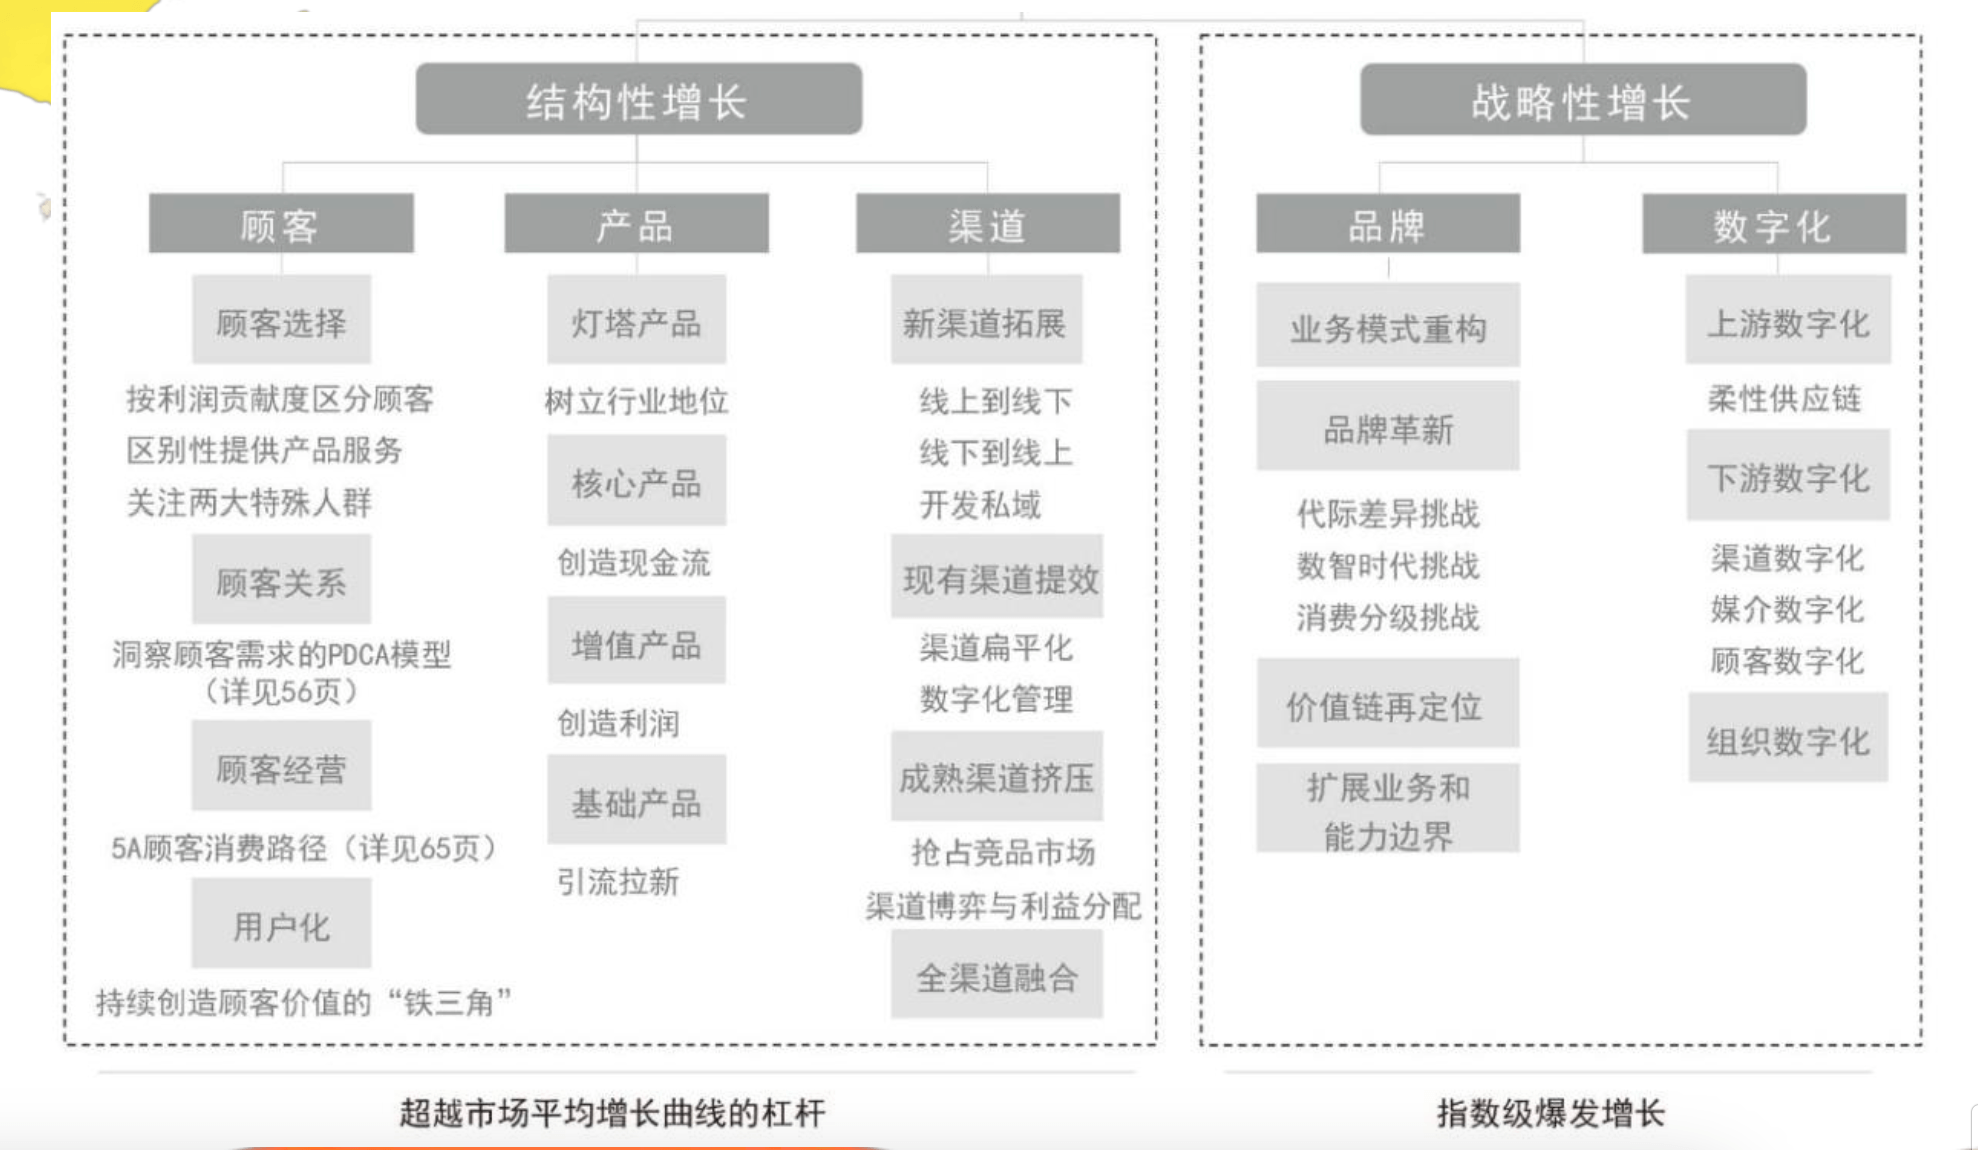 结构性增长
顾客
顾客选择
按利润贡献度区分顾客
区别性提供产品服务
关注两大特殊人群
顾客关系
洞察顾客需求的PDCA模型
（详见56页）
顾客经营
5A顾客消费路径（详见65页）
用户化
持续创造顾客价值的“铁三角”
产品
灯塔产品
树立行业地位
核心产品
创造现金流
增值产品
创造利润
基础产品
引流拉新
渠道
新渠道拓展
线上到线下
线下到线上
开发私域
现有渠道提效
渠道扁平化
数字化管理
成熟渠道挤压
抢占竞品市场
渠道博弈与利益分配
全渠道融合
超越市场平均增长曲线的杠杆
战略性增长
品牌
业务模式重构
品牌革新
代际差异挑战
数智时代挑战
消费分级挑战
价值链再定位
扩展业务和
能力边界
数字化
上游数字化
柔性供应链
下游数字化
渠道数字化
媒介数字化
顾客数字化
组织数字化
指数级爆发增长